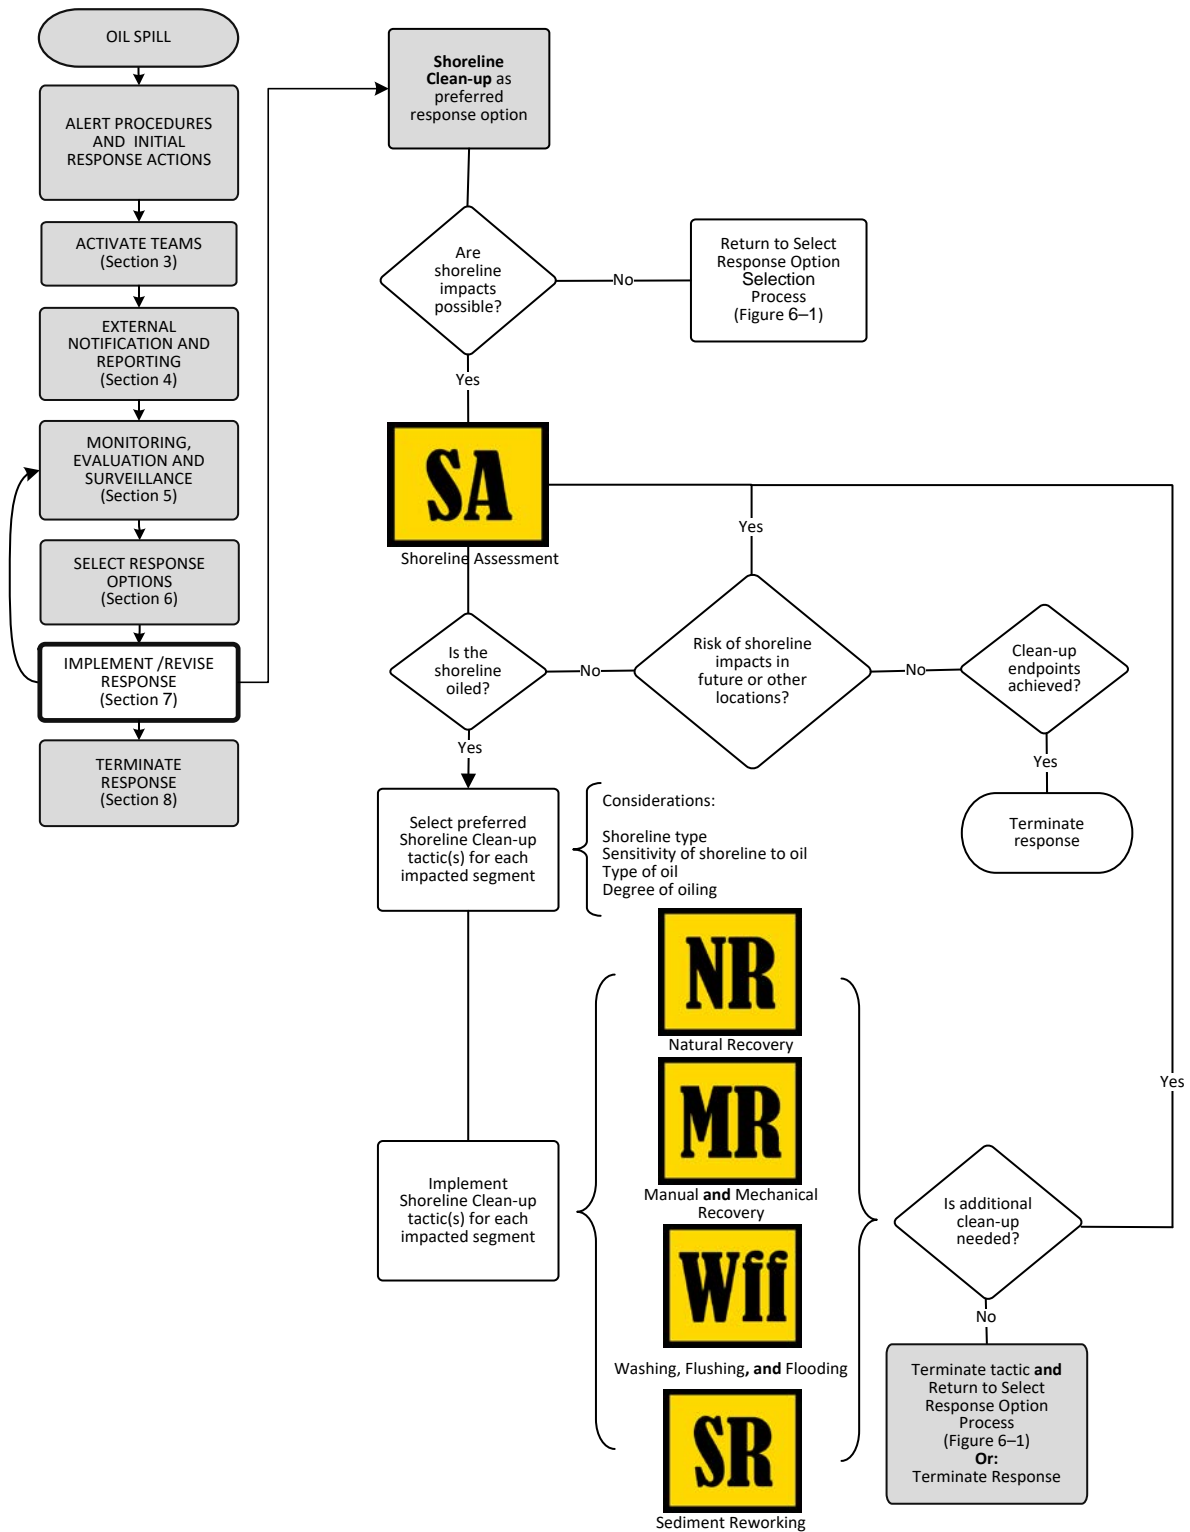 OIL SPILL
ALERT PROCEDURES
AND INITIAL
RESPONSE ACTIONS
ACTIVATE TEAMS
(Section 3)
EXTERNAL
NOTIFICATION AND
REPORTING
(Section 4)
MONITORING,
EVALUATION AND
SURVEILLANCE
(Section 5)
SELECT RESPONSE
OPTIONS
(Section 6)
IMPLEMENT /REVISE
RESPONSE
(Section 7)
TERMINATE
RESPONSE
(Section 8)
Shoreline
Clean-up as
preferred
response option
Are
shoreline
impacts
possible?
No
Return to Select
Response Option
Selection
Process
(Figure 6–1)
Yes
SA
Shoreline Assessment
Yes
Is the
shoreline
oiled?
No
Risk of shoreline
impacts in
future or other
locations?
No
Clean-up
endpoints
achieved?
Yes
Terminate
response
Yes
Select preferred
Shoreline Clean-up
tactic(s) for each
impacted segment
Considerations:
Shoreline type
Sensitivity of shoreline to oil
Type of oil
Degree of oiling
Implement
Shoreline Clean-up
tactic(s) for each
impacted segment
NR
Natural Recovery
MR
Manual and Mechanical
Recovery
Wff
Washing, Flushing, and Flooding
SR
Sediment Reworking
Yes
Is additional
clean-up
needed?
No
Terminate tactic and
Return to Select
Response Option
Process
(Figure 6–1)
Or:
Terminate Response